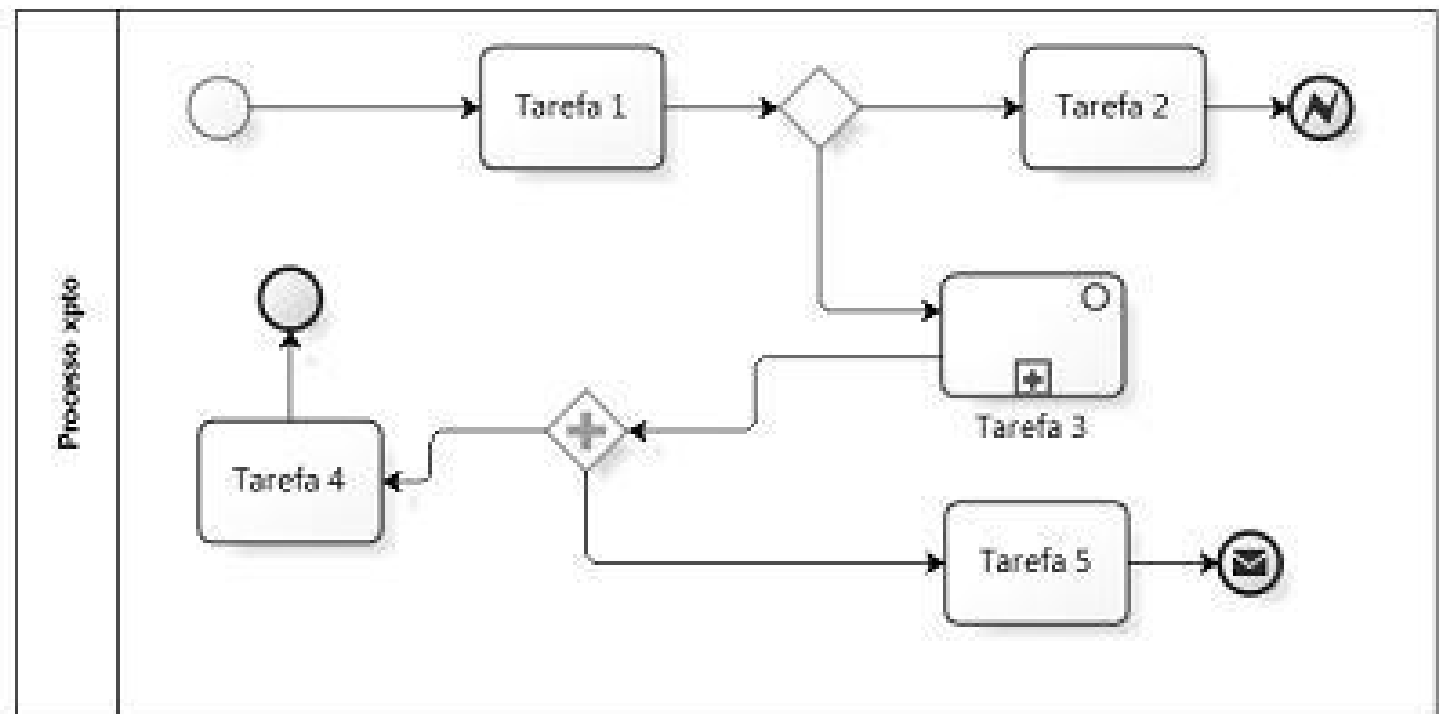 Processo xpto
Tarefa 1
Tarefa 2
Tarefa 3
Tarefa 4
Tarefa 5